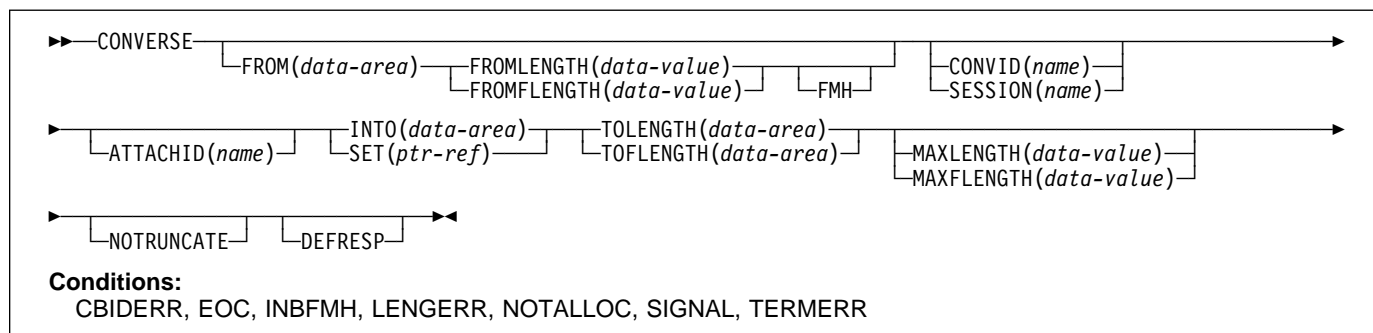 CONVERSE
FROM(data-area) FROMLENGTH(data-value) CONVID(name)
FROMFLENGTH(data-value) FMH SESSION(name)
ATTACHID(name) INTO(data-area) TOLENGTH(data-area) MAXLENGTH(data-value)
SET(ptr-ref) TOFLENGTH(data-area) MAXFLENGTH(data-value)
NOTRUNCATE DEFRESP
Conditions:
CBIDERR, EOC, INBFMH, LENGERR, NOTALLOC, SIGNAL, TERMERR